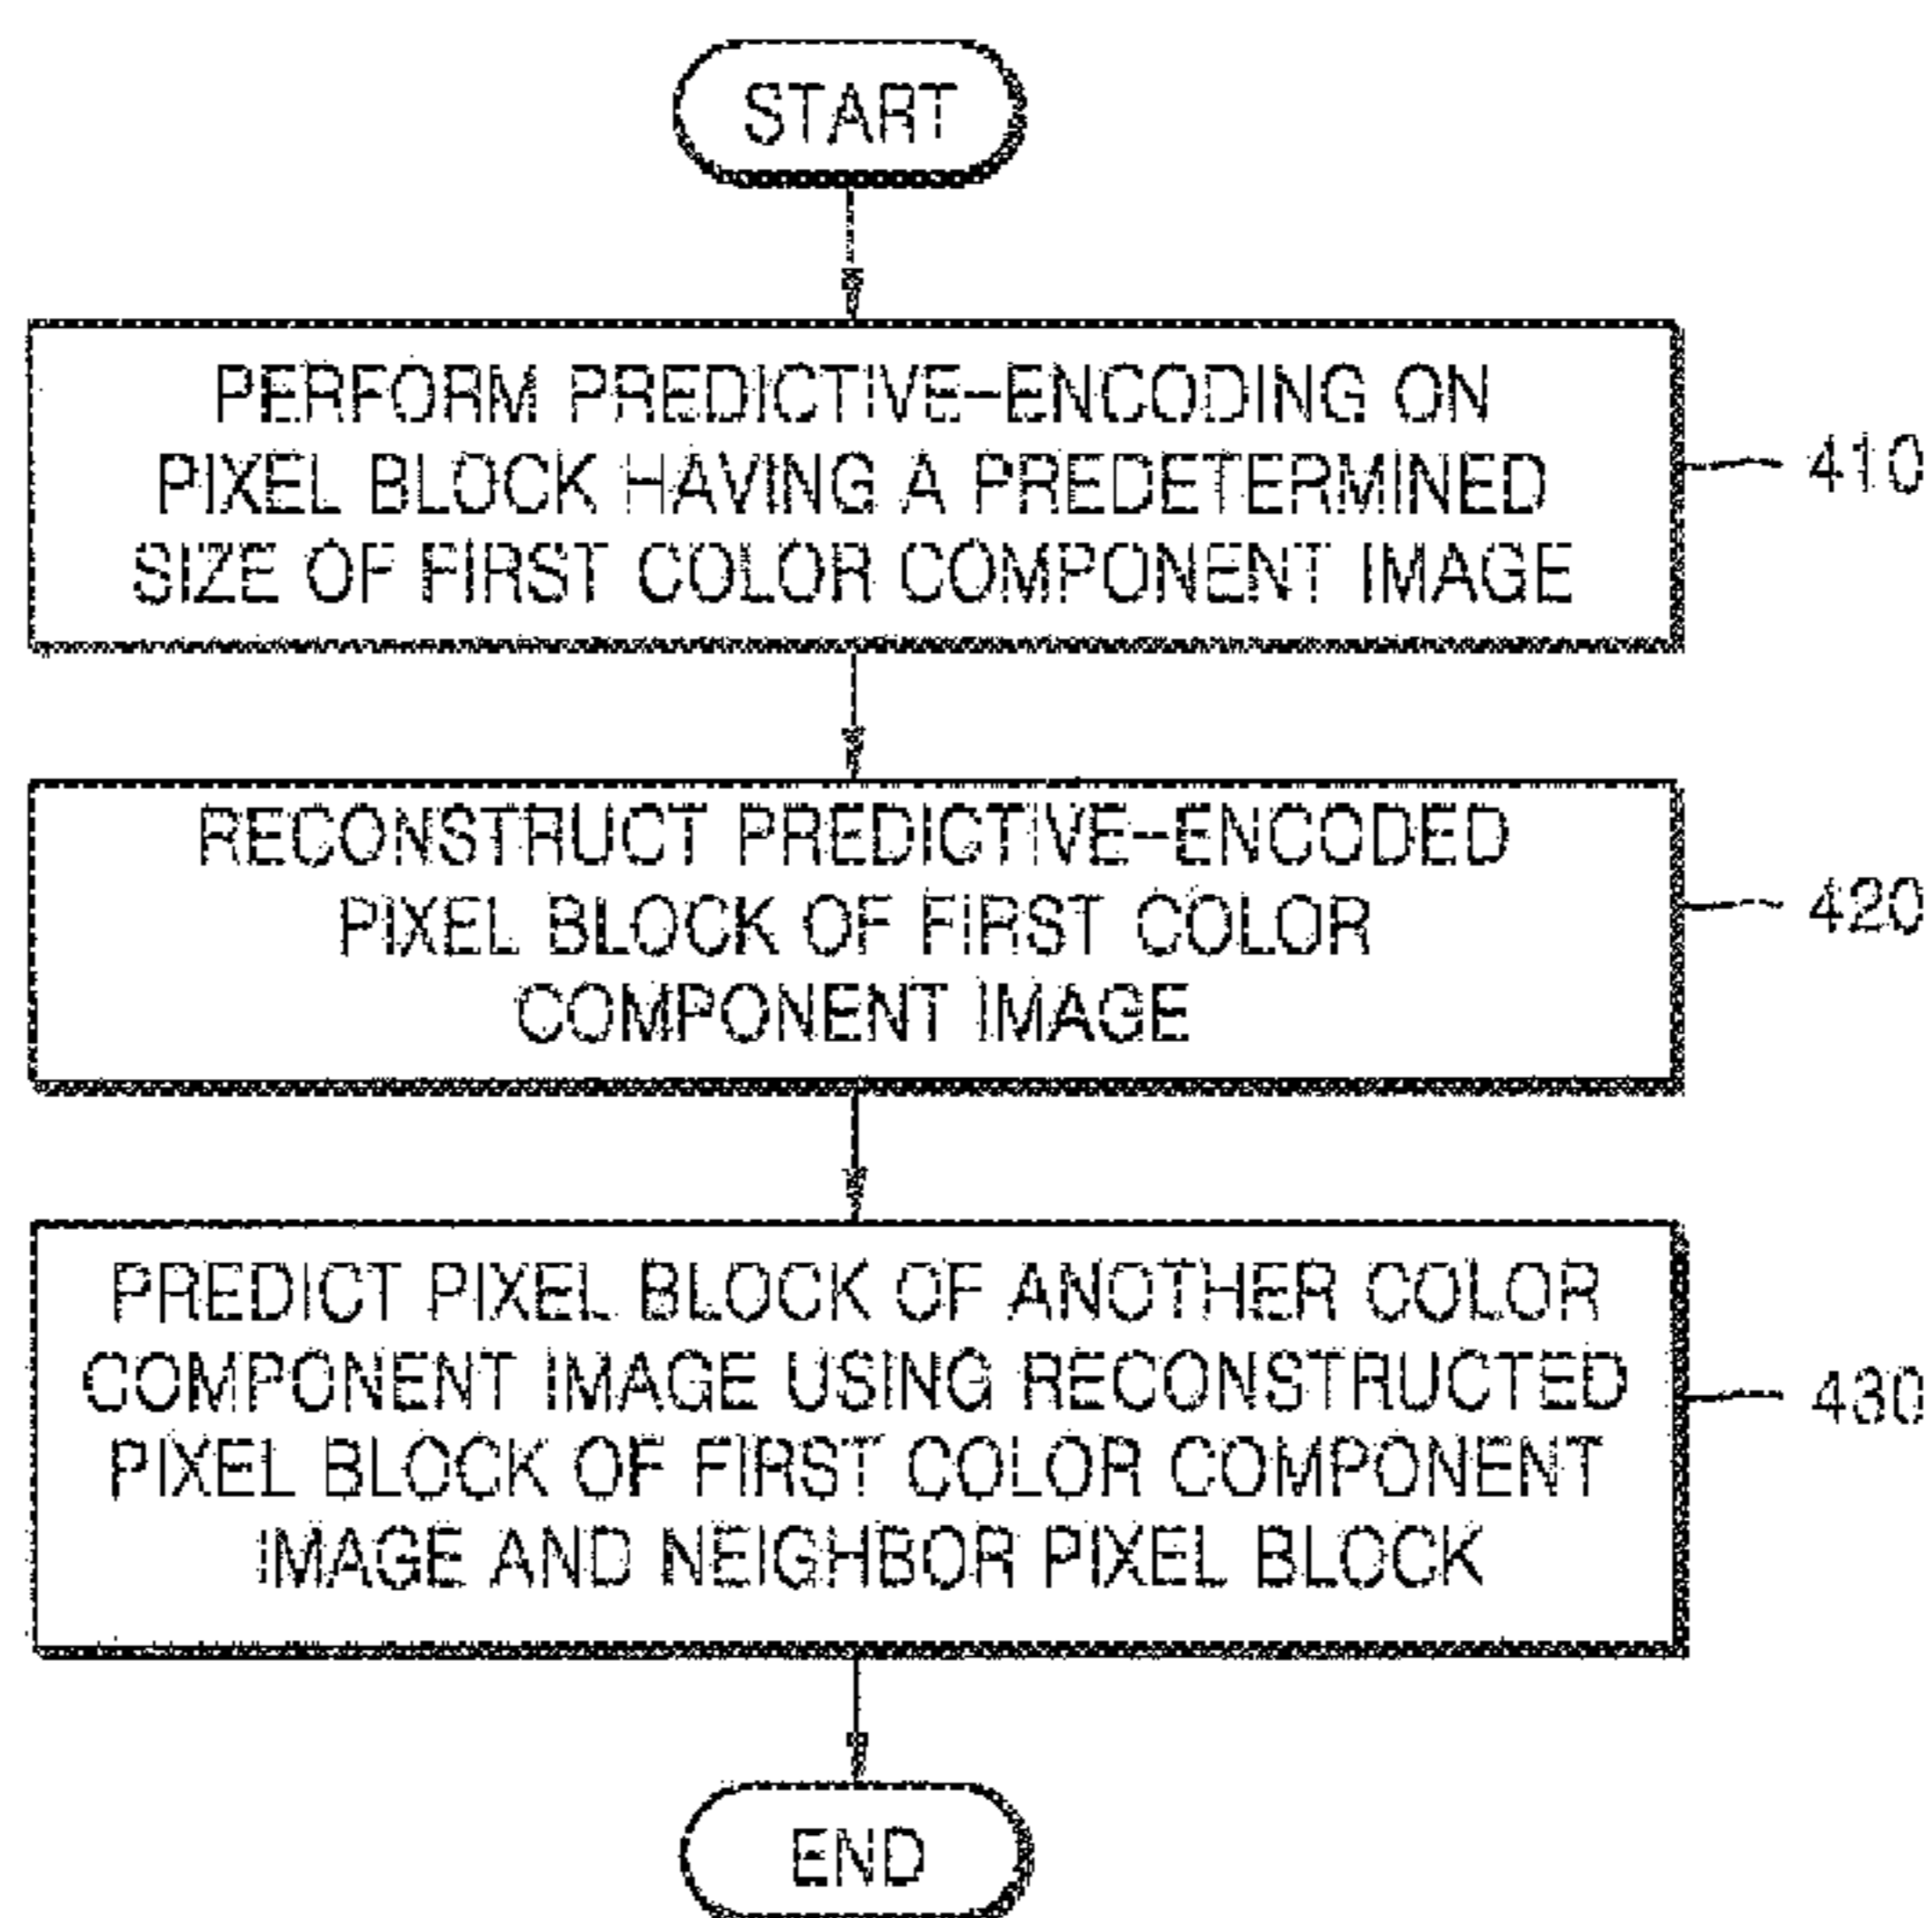 START
PERFORM PREDICTIVE-ENCODING ON
PIXEL BLOCK HAVING A PREDETERMINED
SIZE OF FIRST COLOR COMPONENT IMAGE
410
RECONSTRUCT PREDICTIVE-ENCODED
PIXEL BLOCK OF FIRST COLOR
COMPONENT IMAGE
420
PREDICT PIXEL BLOCK OF ANOTHER COLOR
COMPONENT IMAGE USING RECONSTRUCTED
PIXEL BLOCK OF FIRST COLOR COMPONENT
IMAGE AND NEIGHBOR PIXEL BLOCK
430
END